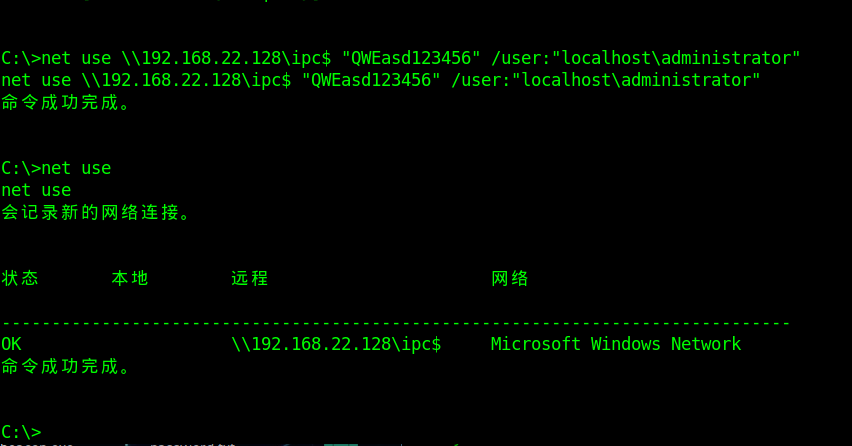 C:\>net use \\192.168.22.128\ipc$ "QWEasd123456" /user:"localhost\administrator"
net use \\192.168.22.128\ipc$ "QWEasd123456" /user:"localhost\administrator"
命令成功完成。
C:\>net use
net use
会记录新的网络连接。
状态 本地 远程 网络
-------------------------------------------------------------------------------
OK \\192.168.22.128\ipc$ Microsoft Windows Network
命令成功完成。
C:\>